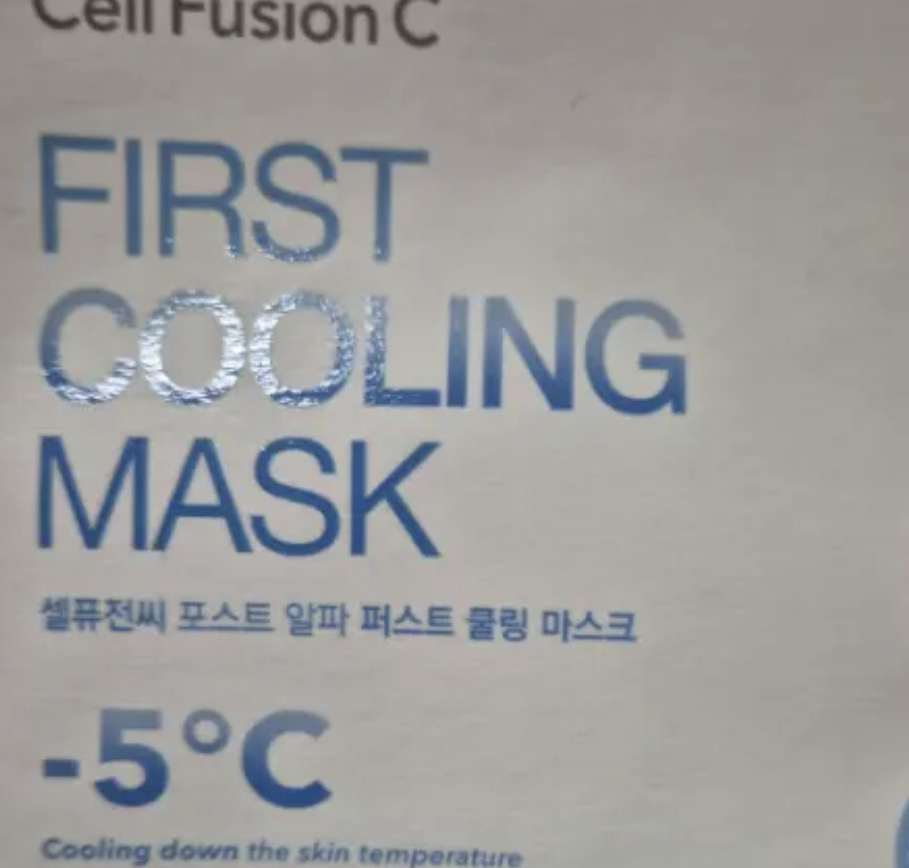 Cell Fusion C
FIRST
COOLING
MASK
셀퓨전씨 포스트 알파 퍼스트 쿨링 마스크
-5°C
Cooling down the skin temperature